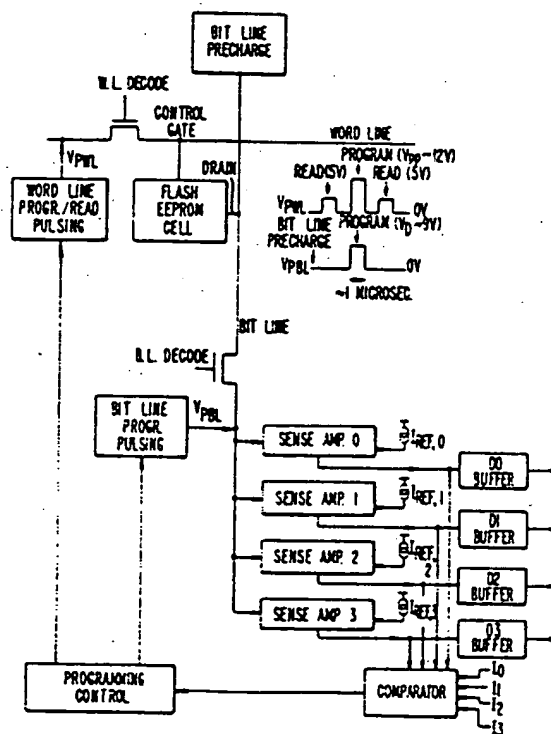 BIT LINE
PRECHARGE
W.L. DECODE
CONTROL
GATE
WORD LINE
PROGRAM (VPP~12V)
READ(5V)
READ (5V)
VPWL
DRAIN
WORD LINE
PROGR./READ
PULSING
FLASH
EEPROM
CELL
VPWL
0V
BIT LINE
PRECHARGE
PROGRAM (VD~9V)
VPBL
0V
~1 MICROSEC.
BIT LINE
B.L. DECODE
BIT LINE
PROGR.
PULSING
VPBL
SENSE AMP. 0
IREF, 0
D0
BUFFER
SENSE AMP. 1
IREF, 1
D1
BUFFER
SENSE AMP 2
IREF,
2
D2
BUFFER
SENSE AMP 3
IREF,3
D3
BUFFER
PROGRAMMING
CONTROL
COMPARATOR
I0
I1
I2
I3